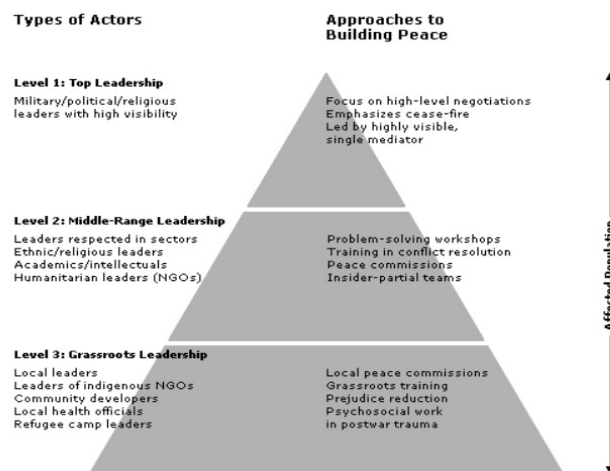 Types of Actors
Approaches to
Building Peace
Level 1: Top Leadership
Military/political/religious
leaders with high visibility
Focus on high-level negotiations
Emphasizes cease-fire
Led by highly visible,
single mediator
Level 2: Middle-Range Leadership
Leaders respected in sectors
Ethnic/religious leaders
Academics/intellectuals
Humanitarian leaders (NGOs)
Problem-solving workshops
Training in conflict resolution
Peace commissions
Insider-partial teams
Level 3: Grassroots Leadership
Local leaders
Leaders of indigenous NGOs
Community developers
Local health officials
Refugee camp leaders
Local peace commissions
Grassroots training
Prejudice reduction
Psychosocial work
in postwar trauma
Affected Population